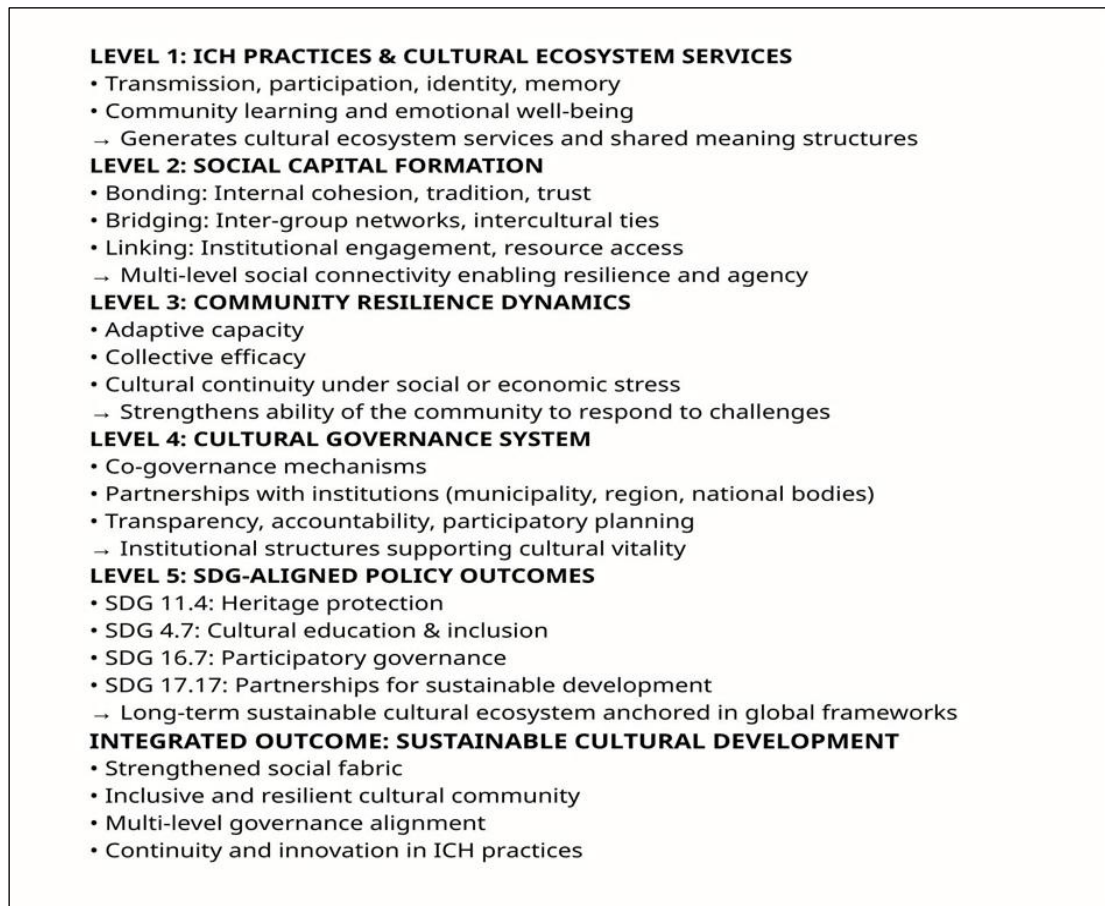 LEVEL 1: ICH PRACTICES & CULTURAL ECOSYSTEM SERVICES
• Transmission, participation, identity, memory
• Community learning and emotional well-being
→ Generates cultural ecosystem services and shared meaning structures
LEVEL 2: SOCIAL CAPITAL FORMATION
• Bonding: Internal cohesion, tradition, trust
• Bridging: Inter-group networks, intercultural ties
• Linking: Institutional engagement, resource access
→ Multi-level social connectivity enabling resilience and agency
LEVEL 3: COMMUNITY RESILIENCE DYNAMICS
• Adaptive capacity
• Collective efficacy
• Cultural continuity under social or economic stress
→ Strengthens ability of the community to respond to challenges
LEVEL 4: CULTURAL GOVERNANCE SYSTEM
• Co-governance mechanisms
• Partnerships with institutions (municipality, region, national bodies)
• Transparency, accountability, participatory planning
→ Institutional structures supporting cultural vitality
LEVEL 5: SDG-ALIGNED POLICY OUTCOMES
• SDG 11.4: Heritage protection
• SDG 4.7: Cultural education & inclusion
• SDG 16.7: Participatory governance
• SDG 17.17: Partnerships for sustainable development
→ Long-term sustainable cultural ecosystem anchored in global frameworks
INTEGRATED OUTCOME: SUSTAINABLE CULTURAL DEVELOPMENT
• Strengthened social fabric
• Inclusive and resilient cultural community
• Multi-level governance alignment
• Continuity and innovation in ICH practices